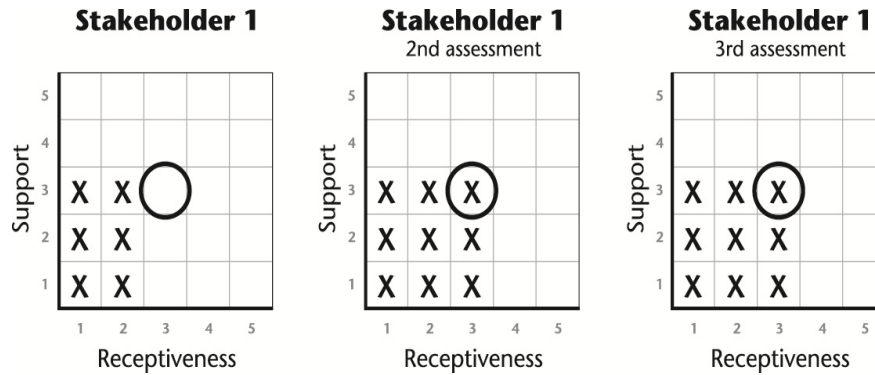 Stakeholder 1
5
4
Support
3 X X
2 X X
1 X X
1 2 3 4 5
Receptiveness
Stakeholder 1
2nd assessment
5
4
Support
3 X X X
2 X X X
1 X X X
1 2 3 4 5
Receptiveness
Stakeholder 1
3rd assessment
5
4
Support
3 X X X
2 X X X
1 X X X
1 2 3 4 5
Receptiveness